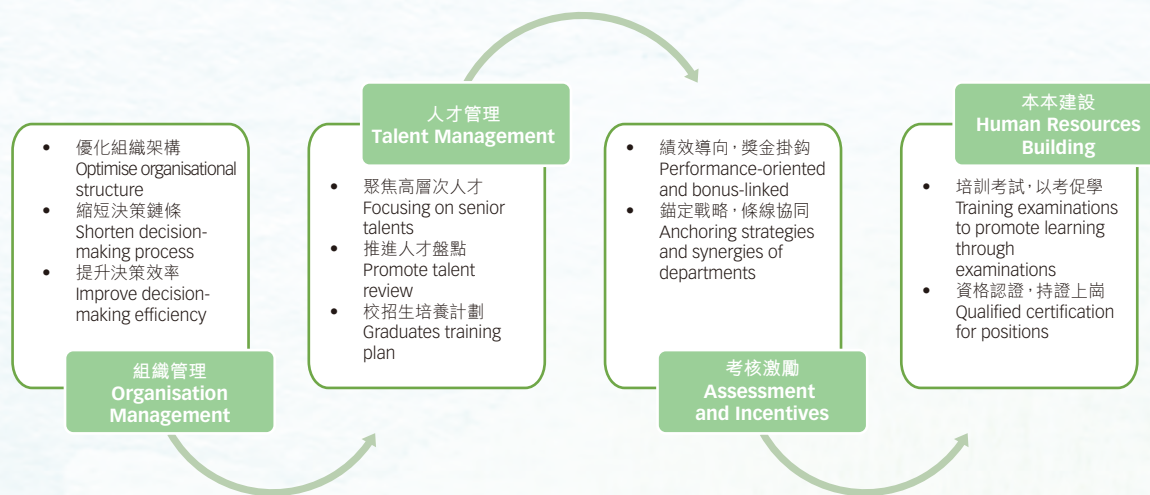 優化組織架構
Optimise organisational
structure
縮短決策鏈條
Shorten decision-
making process
提升決策效率
Improve decision-
making efficiency
組織管理
Organisation
Management
人才管理
Talent Management
聚焦高層次人才
Focusing on senior
talents
推進人才盤點
Promote talent
review
校招生培養計劃
Graduates training
plan
績效導向，獎金掛鈎
Performance-oriented
and bonus-linked
錨定戰略，條線協同
Anchoring strategies
and synergies of
departments
考核激勵
Assessment
and Incentives
本本建設
Human Resources
Building
培訓考試，以考促學
Training examinations
to promote learning
through
examinations
資格認證，持證上崗
Qualified certification
for positions